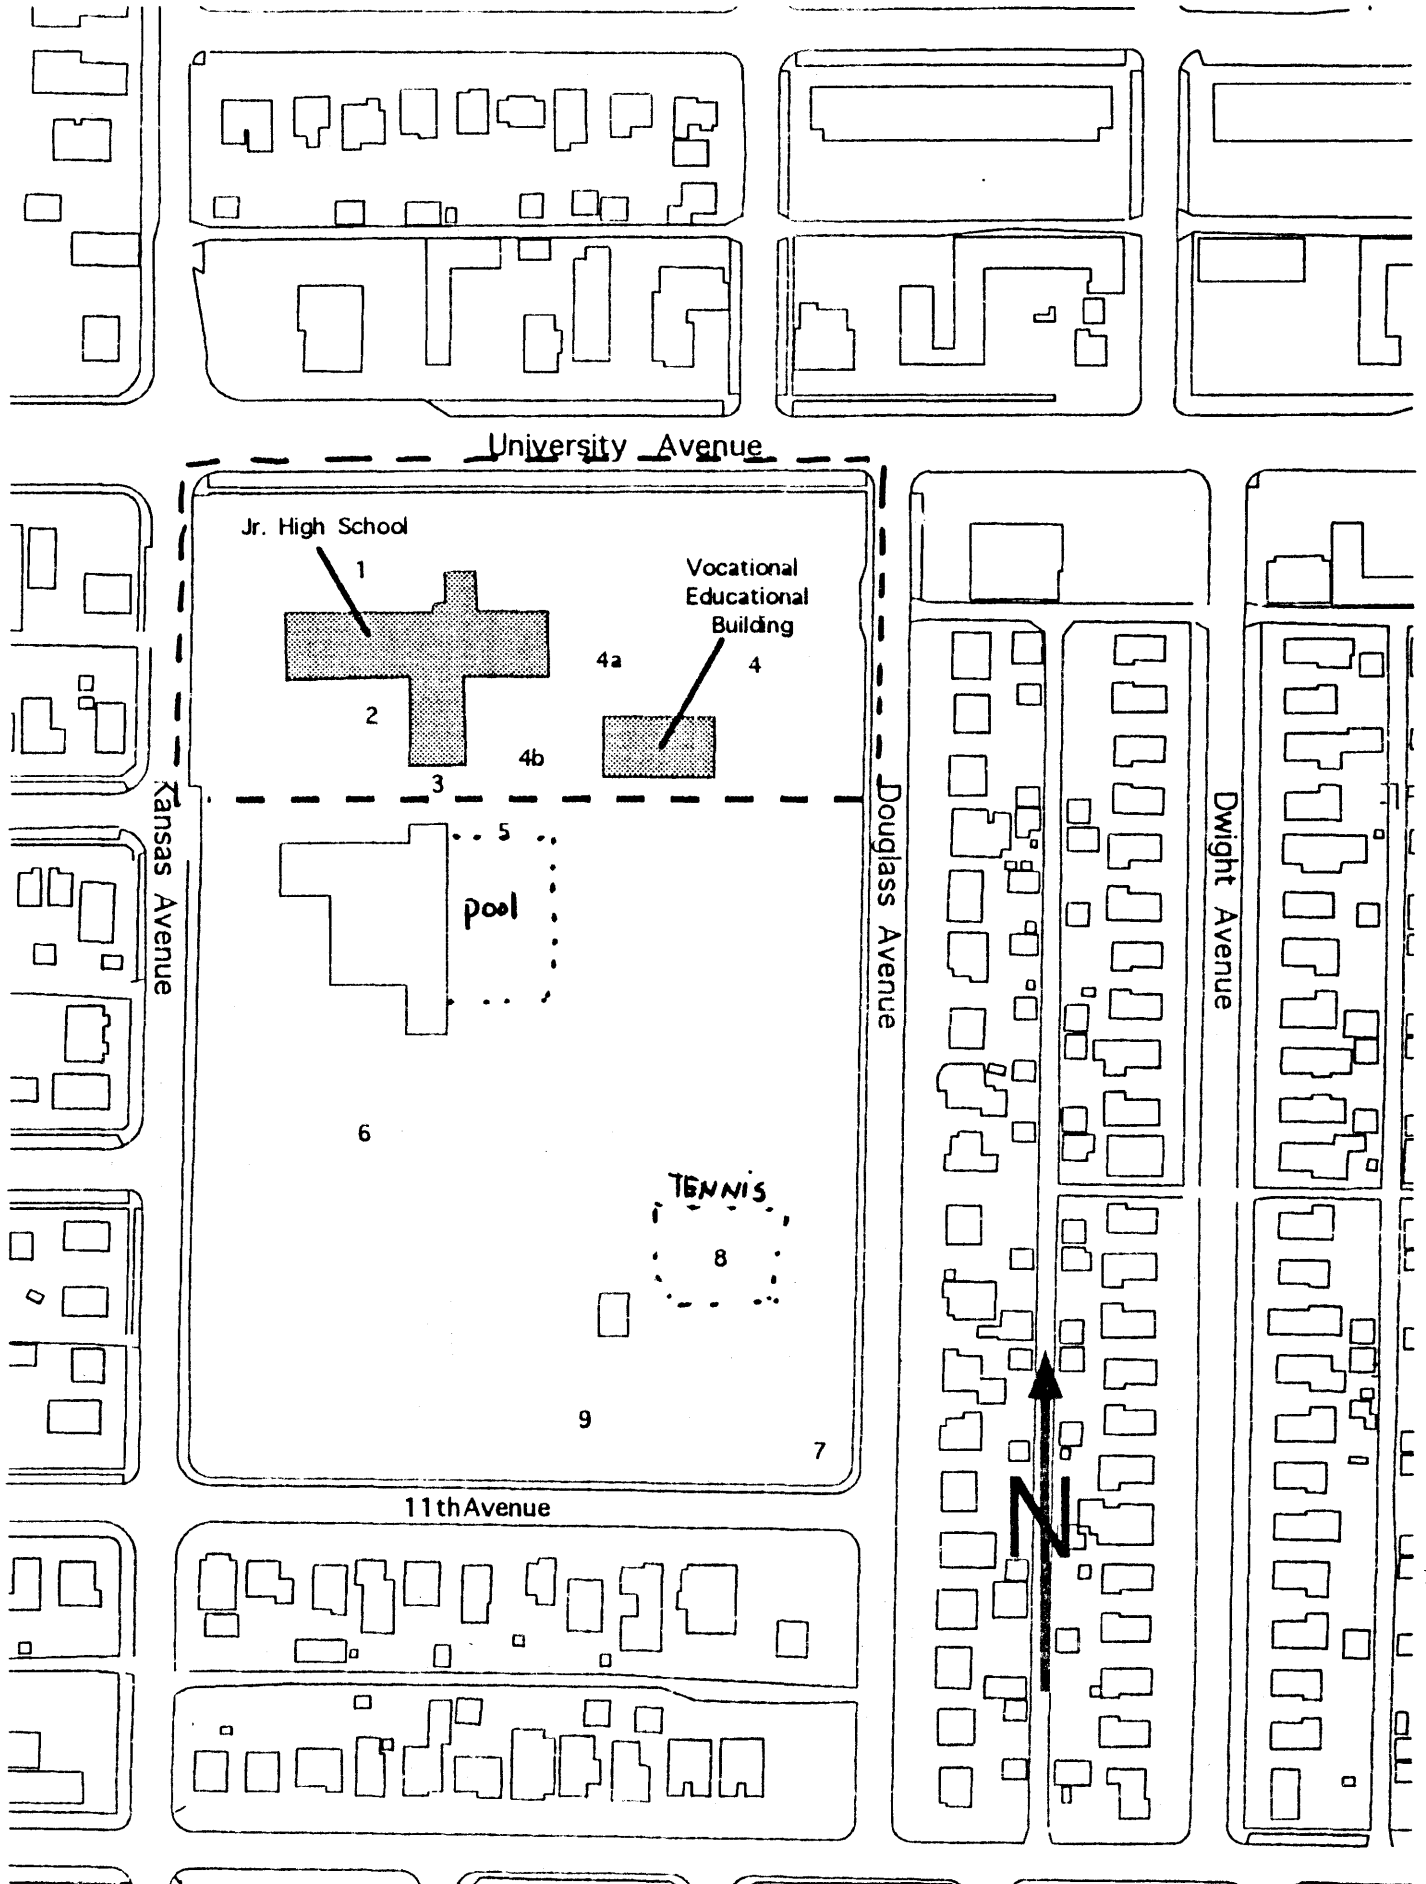 University Avenue
Jr. High School
1
Vocational
Educational
Building
4a
4
2
4b
3
Kansas Avenue
Douglass Avenue
Dwight Avenue
5
pool
6
TENNIS
8
9
7
N
11thAvenue